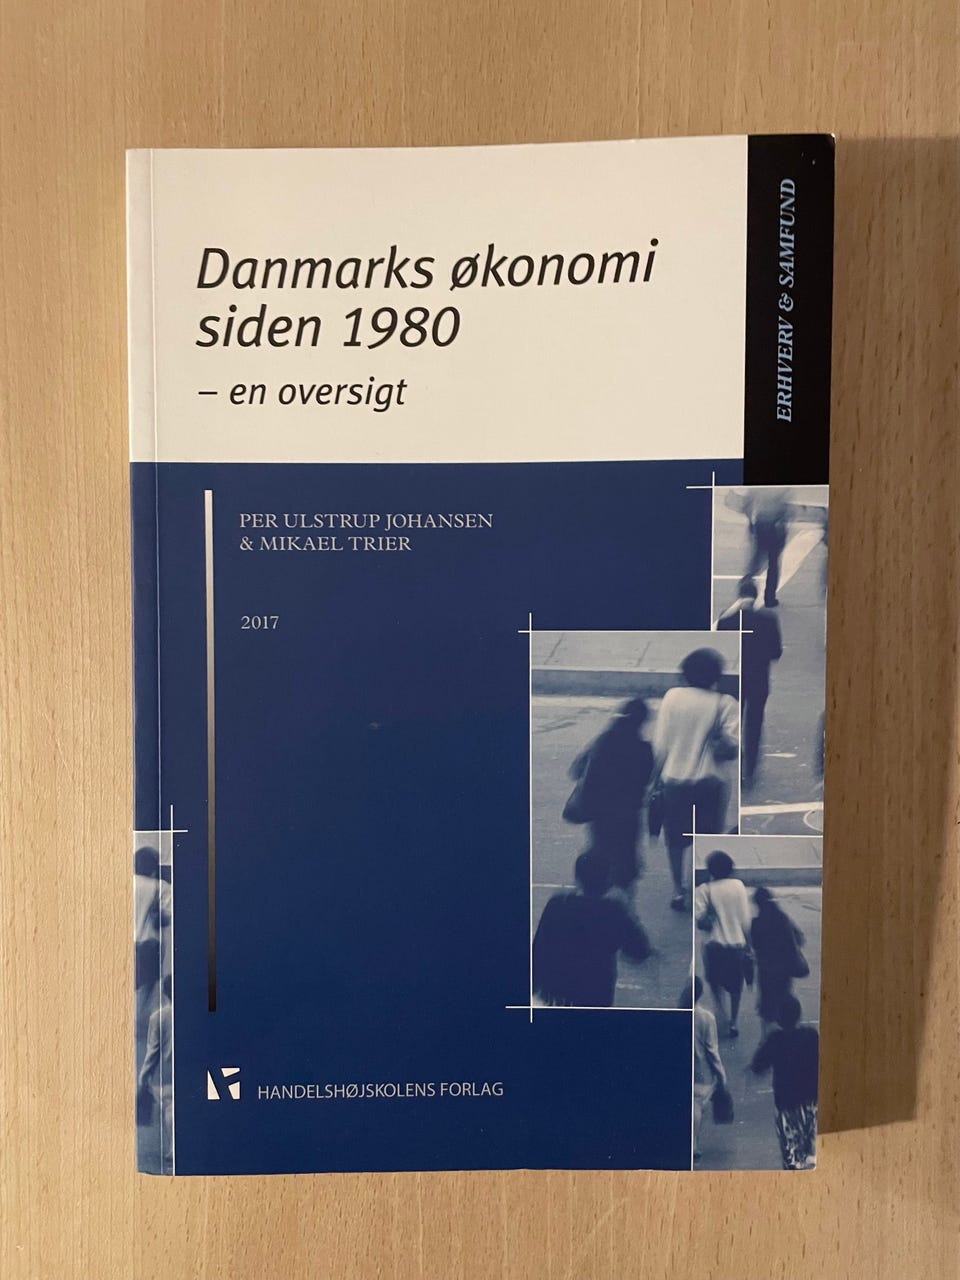 Danmarks økonomi
siden 1980
– en oversigt
ERHVERV & SAMFUND
PER ULSTRUP JOHANSEN
& MIKAEL TRIER
2017
HANDELSHØJSKOLENS FORLAG